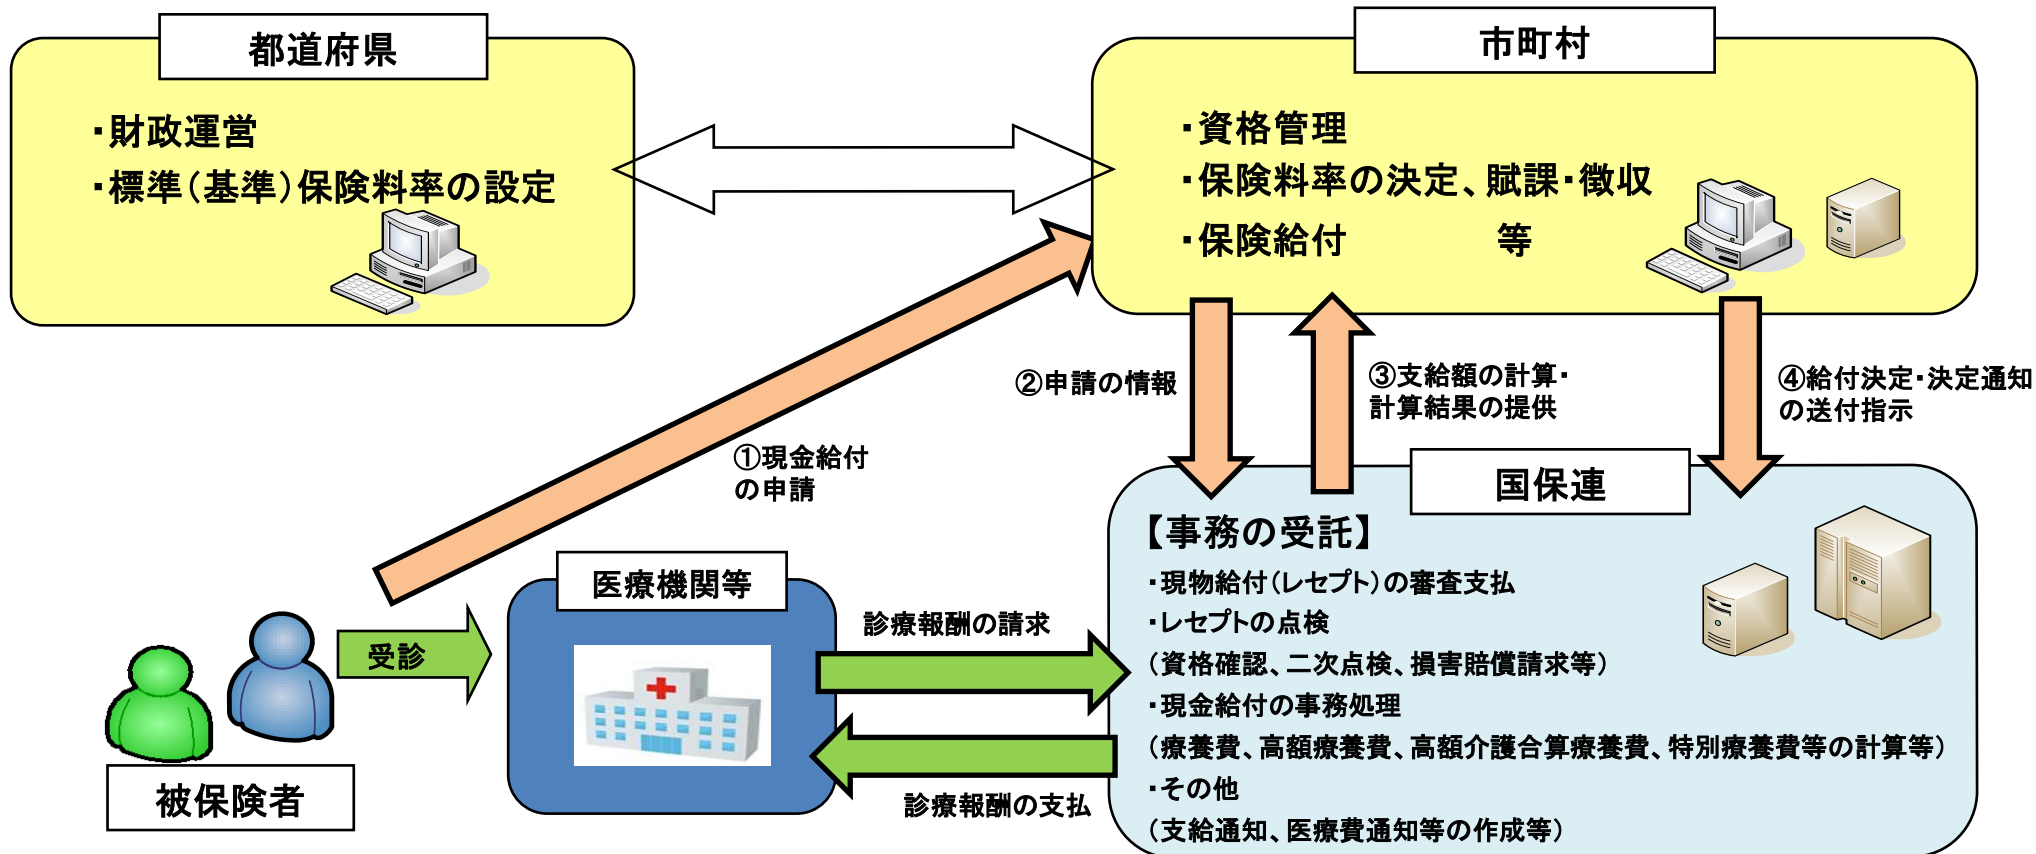 都道府県
・財政運営
・標準(基準)保険料率の設定
市町村
・資格管理
・保険料率の決定、賦課・徴収
・保険給付 等
①現金給付
の申請
②申請の情報
③支給額の計算・
計算結果の提供
④給付決定・決定通知
の送付指示
国保連
【事務の受託】
・現物給付(レセプト)の審査支払
・レセプトの点検
(資格確認、二次点検、損害賠償請求等)
・現金給付の事務処理
(療養費、高額療養費、高額介護合算療養費、特別療養費等の計算等)
・その他
(支給通知、医療費通知等の作成等)
医療機関等
診療報酬の請求
診療報酬の支払
受診
被保険者